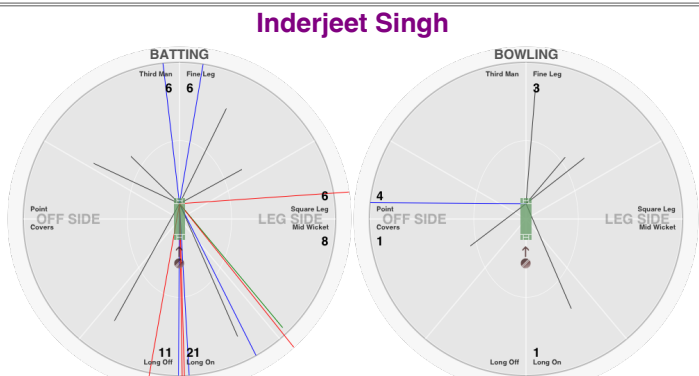 Inderjeet Singh
BATTING
Third Man Fine Leg
6 6
6
Point Square Leg
OFF SIDE LEG SIDE
Covers Mid Wicket
8
11 21
Long Off Long On
BOWLING
Third Man Fine Leg
3
4
Point Square Leg
OFF SIDE LEG SIDE
Covers Mid Wicket
1
1
Long Off Long On